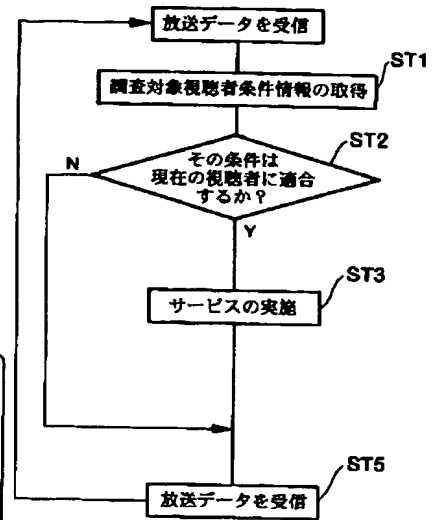 放送データを受信
ST1
調査対象視聴者条件情報の取得
ST2
その条件は
現在の視聴者に適合
するか？
N
Y
ST3
サービスの実施
ST5
放送データを受信